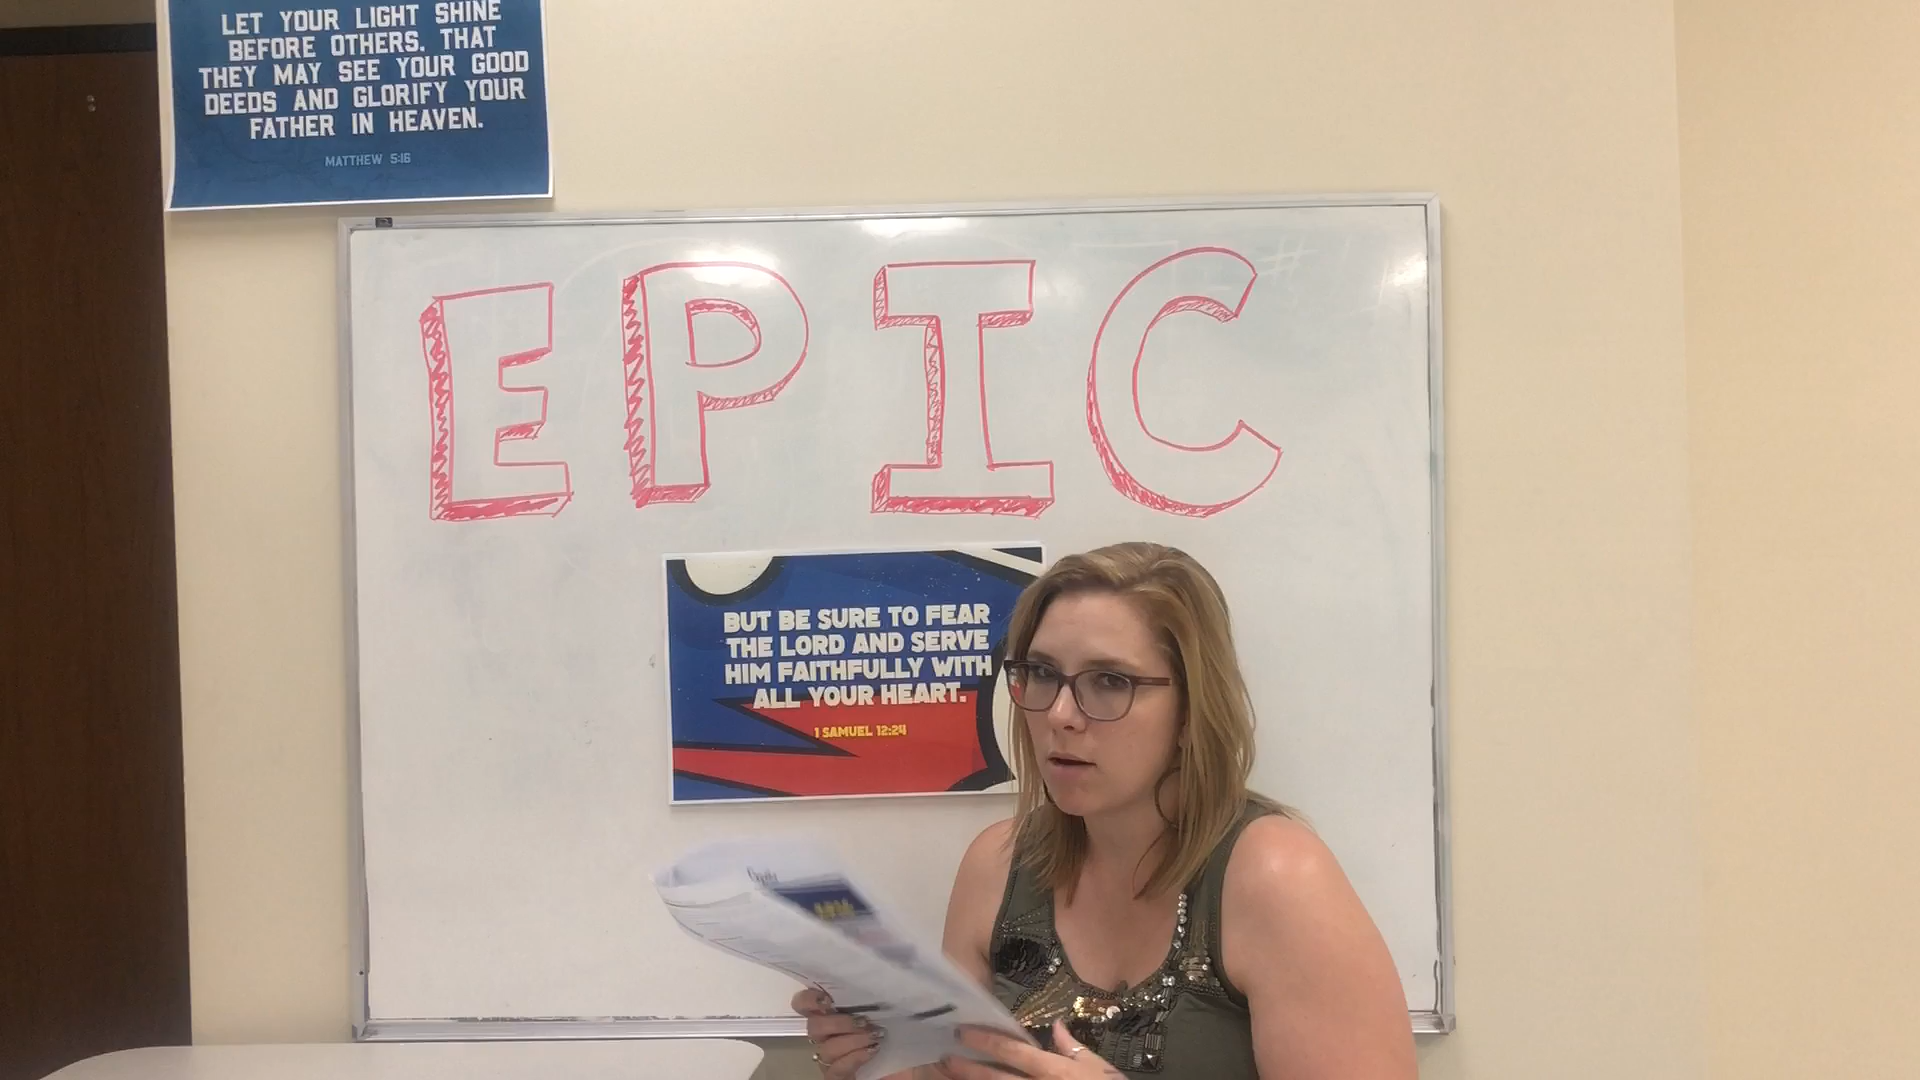 LET YOUR LIGHT SHINE
BEFORE OTHERS. THAT
THEY MAY SEE YOUR GOOD
DEEDS AND GLORIFY YOUR
FATHER IN HEAVEN.
MATTHEW 5:16
EPIC
BUT BE SURE TO FEAR
THE LORD AND SERVE
HIM FAITHFULLY WITH
ALL YOUR HEART.
1 SAMUEL 12:24